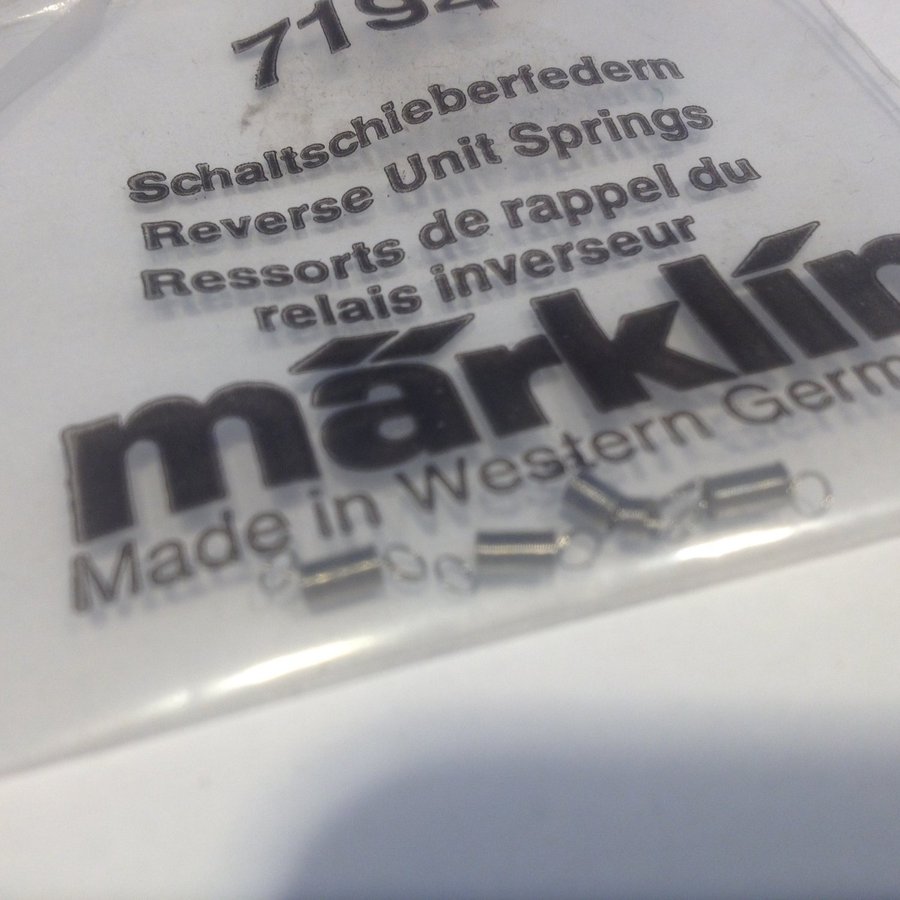 7194
Schaltschieberfedern
Reverse Unit Springs
Ressorts de rappel du
relais inverseur
märklin
Made in Western Germ